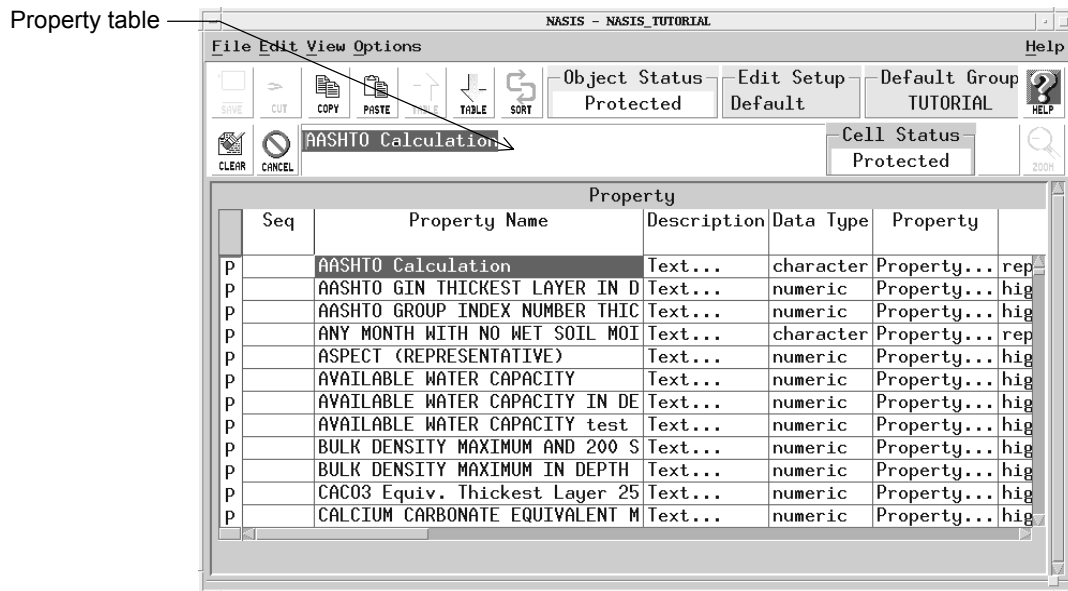 Property table
NASIS - NASIS_TUTORIAL
File Edit View Options Help
Object Status Edit Setup Default Group
Protected Default TUTORIAL
SAVE CUT COPY PASTE TABLE TABLE SORT HELP
AASHTO Calculation
Cell Status
Protected
CLEAR CANCEL ZOOM
Property
Seq Property Name Description Data Type Property
P AASHTO Calculation Text... character Property... rep
P AASHTO GIN THICKEST LAYER IN D Text... numeric Property... hig
P AASHTO GROUP INDEX NUMBER THIC Text... numeric Property... hig
P ANY MONTH WITH NO WET SOIL MOI Text... character Property... rep
P ASPECT (REPRESENTATIVE) Text... numeric Property... hig
P AVAILABLE WATER CAPACITY Text... numeric Property... hig
P AVAILABLE WATER CAPACITY IN DE Text... numeric Property... hig
P AVAILABLE WATER CAPACITY test Text... numeric Property... hig
P BULK DENSITY MAXIMUM AND 200 S Text... numeric Property... hig
P BULK DENSITY MAXIMUM IN DEPTH Text... numeric Property... hig
P CACO3 Equiv. Thickest Layer 25 Text... numeric Property... hig
P CALCIUM CARBONATE EQUIVALENT M Text... numeric Property... hig